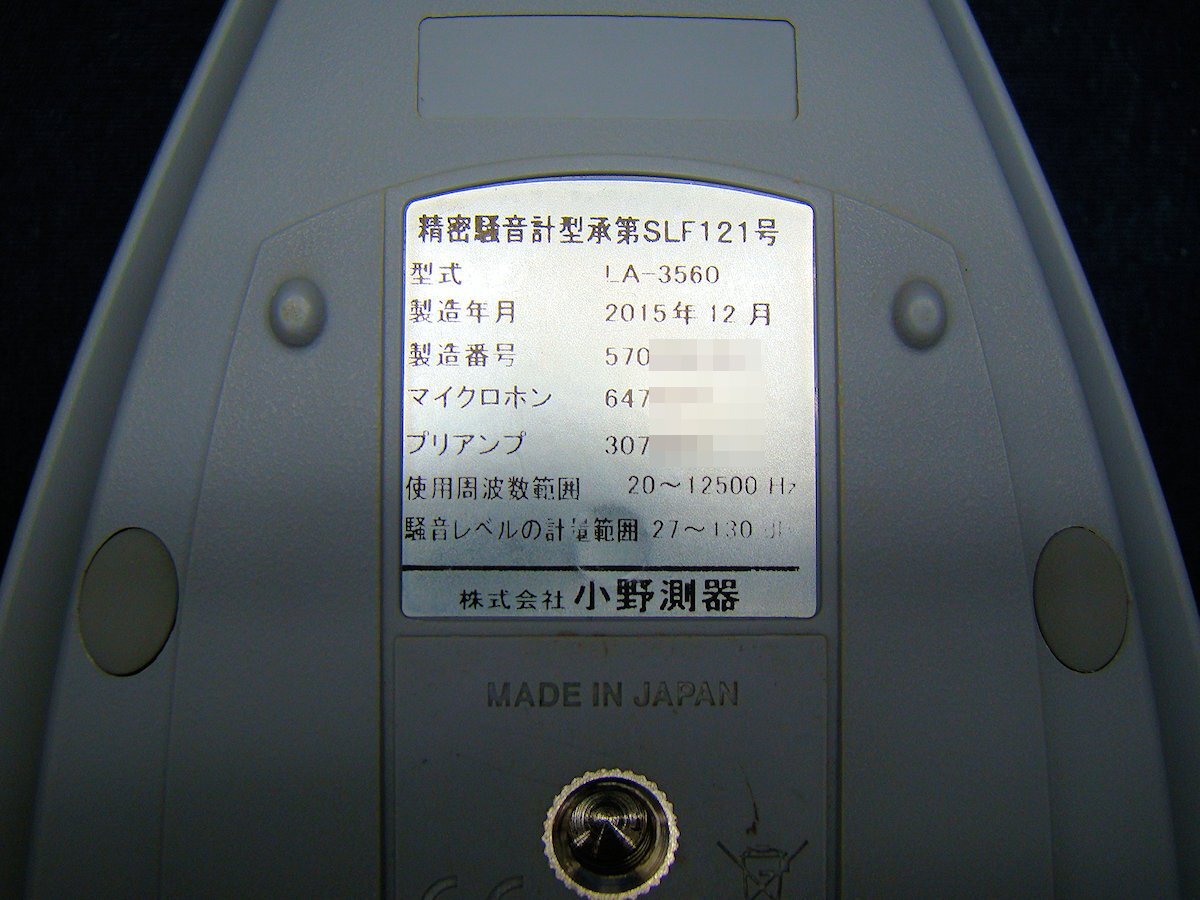 精密騒音計型承第SLF121号
型式 LA-3560
製造年月 2015年 12 月
製造番号 570
マイクロホン 647
プリアンプ 307
使用周波数範囲 20～12500 Hz
騒音レベルの計量範囲 27～130 dB
株式会社 小野測器
MADE IN JAPAN
CE